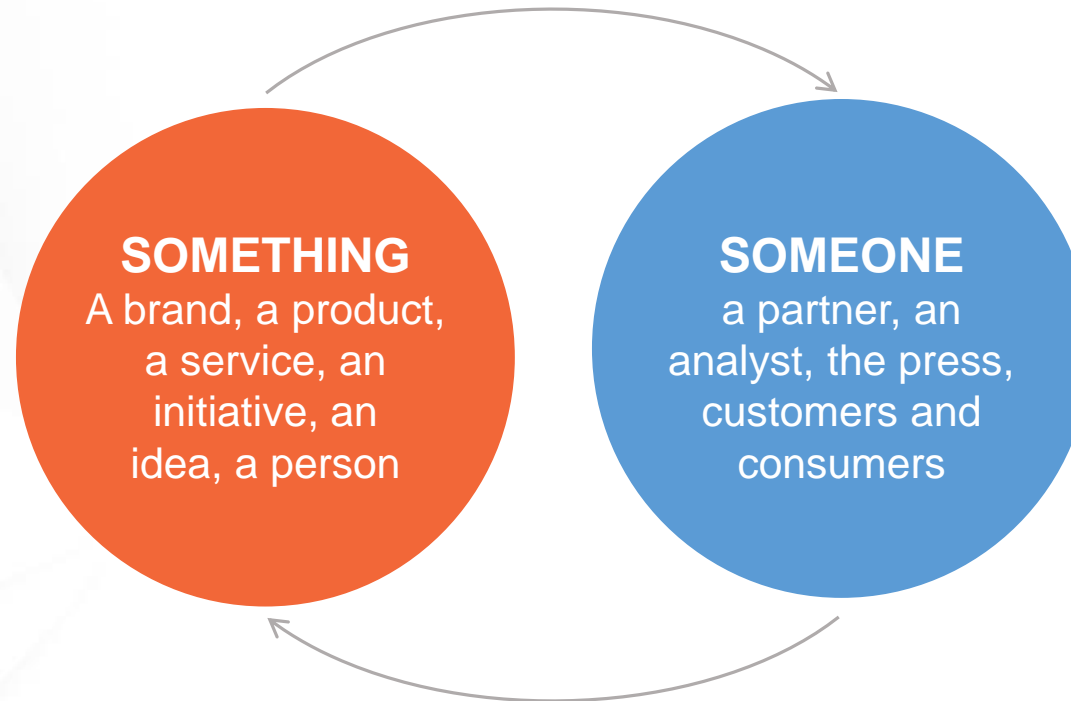 SOMETHING
A brand, a product,
a service, an
initiative, an
idea, a person
SOMEONE
a partner, an
analyst, the press,
customers and
consumers